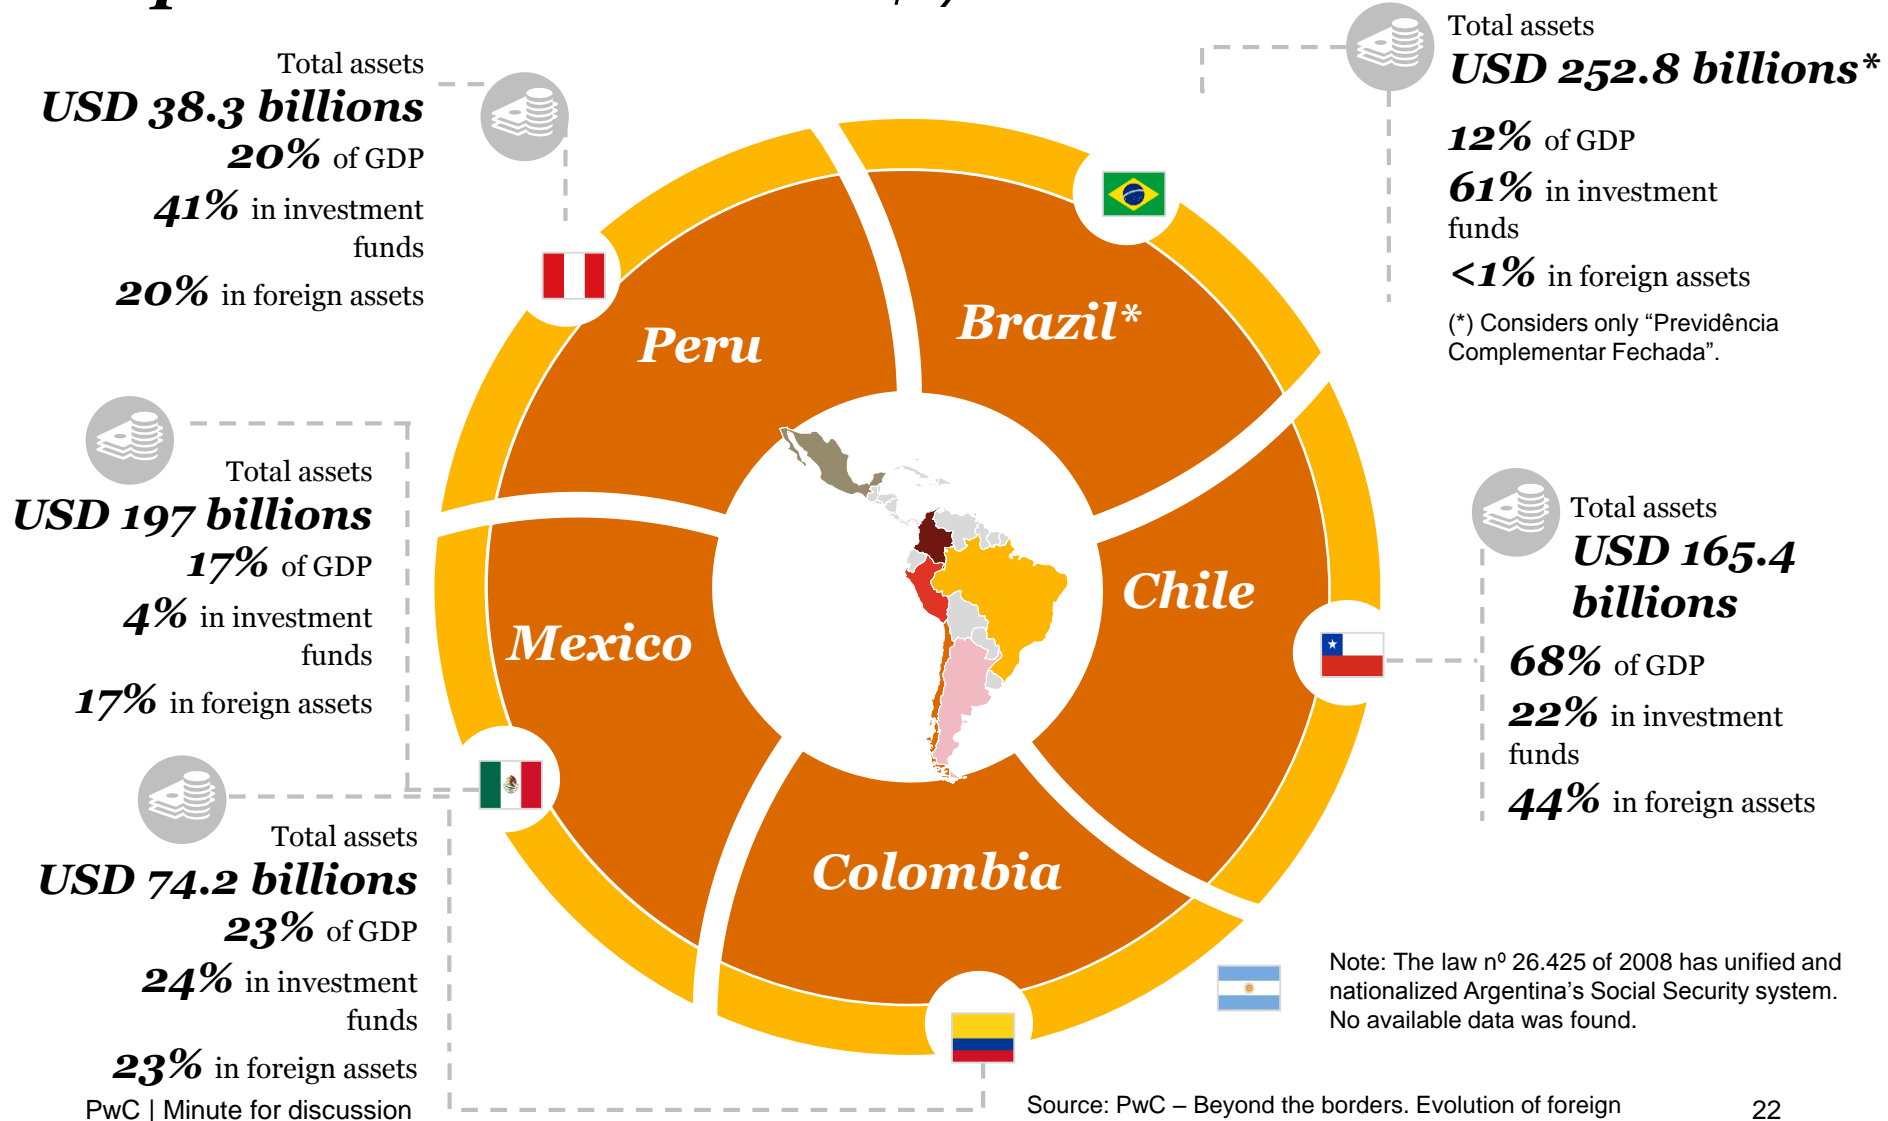 Total assets
USD 38.3 billions
20% of GDP
41% in investment
funds
20% in foreign assets
Total assets
USD 252.8 billions*
12% of GDP
61% in investment
funds
<1% in foreign assets
(*) Considers only “Previdência
Complementar Fechada”.
Peru
Brazil*
Total assets
USD 197 billions
17% of GDP
4% in investment
funds
17% in foreign assets
Mexico
Chile
Total assets
USD 165.4
billions
68% of GDP
22% in investment
funds
44% in foreign assets
Total assets
USD 74.2 billions
23% of GDP
24% in investment
funds
23% in foreign assets
Colombia
Note: The law nº 26.425 of 2008 has unified and
nationalized Argentina’s Social Security system.
No available data was found.
PwC | Minute for discussion
Source: PwC – Beyond the borders. Evolution of foreign
22